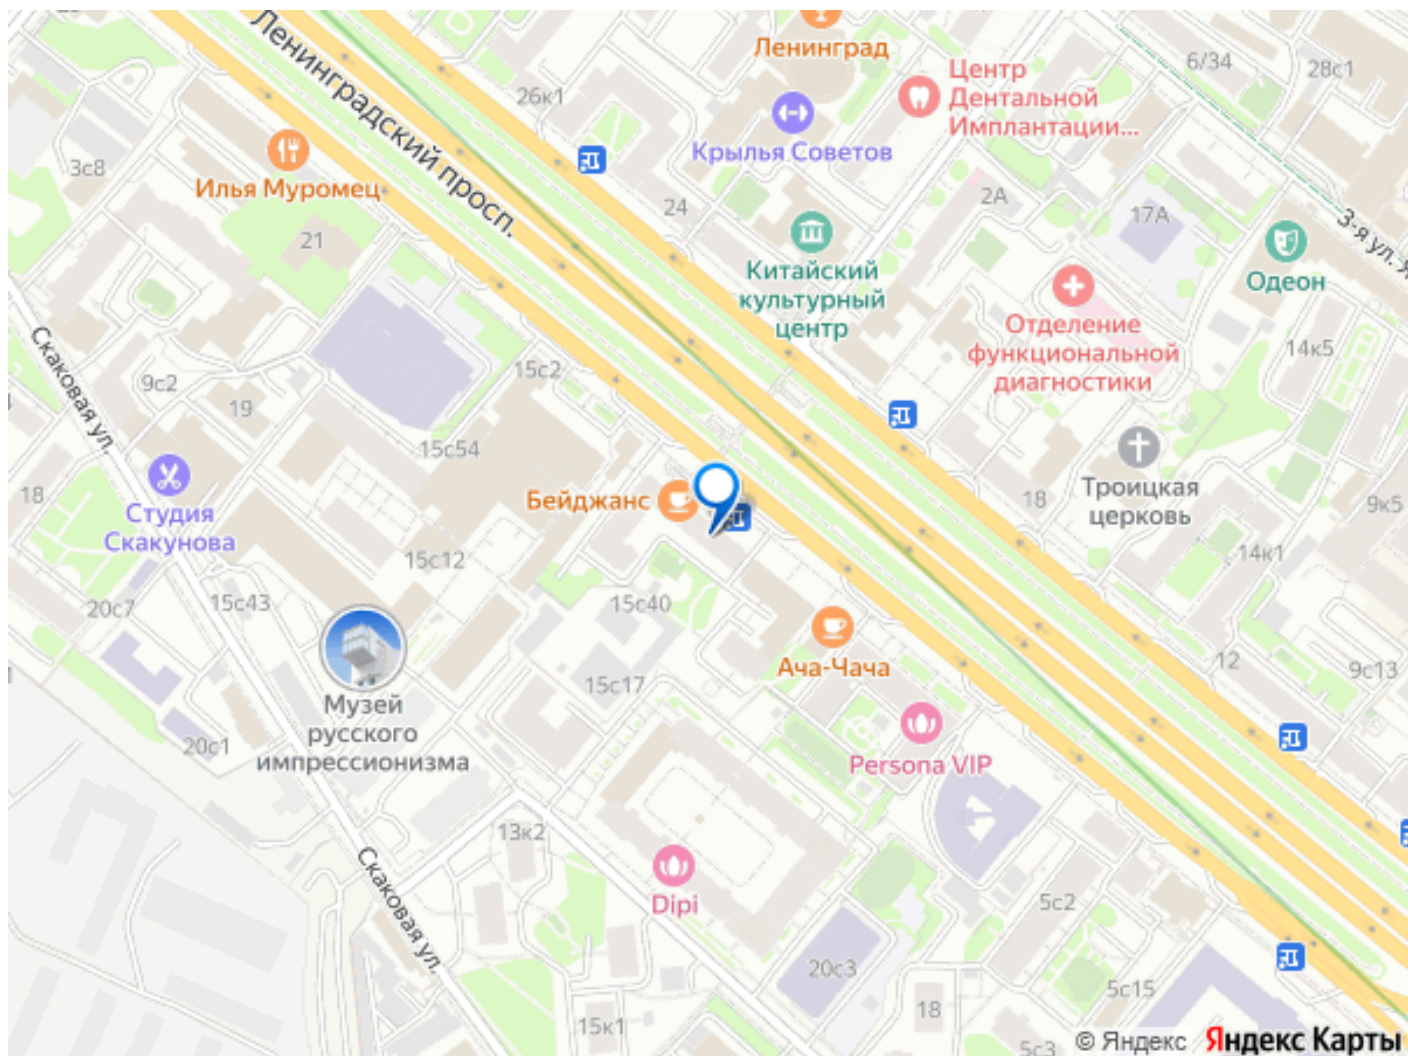 Ленинград
6/34
28с1
Центр
Дентальной
Имплантации...
26к1
Ленинградский просп.
Крылья Советов
3с8
Илья Муромец
24
2А
17А
3-я ул. Я
21
Китайский
культурный
центр
Одеон
Отделение
функциональной
диагностики
14к5
Скаковая ул.
9с2
15с2
19
15с54
18
Студия
Скакунова
Бейджанс
Троицкая
церковь
18
9к5
14к1
15с12
20с7
15с43
15с40
Ача-Чача
12
9с13
15с17
Музей
русского
импрессионизма
20с1
Persona VIP
13к2
Скаковая ул.
Dipi
5с2
20с3
5с15
18
15к1
5с3
© Яндекс Яндекс Карты